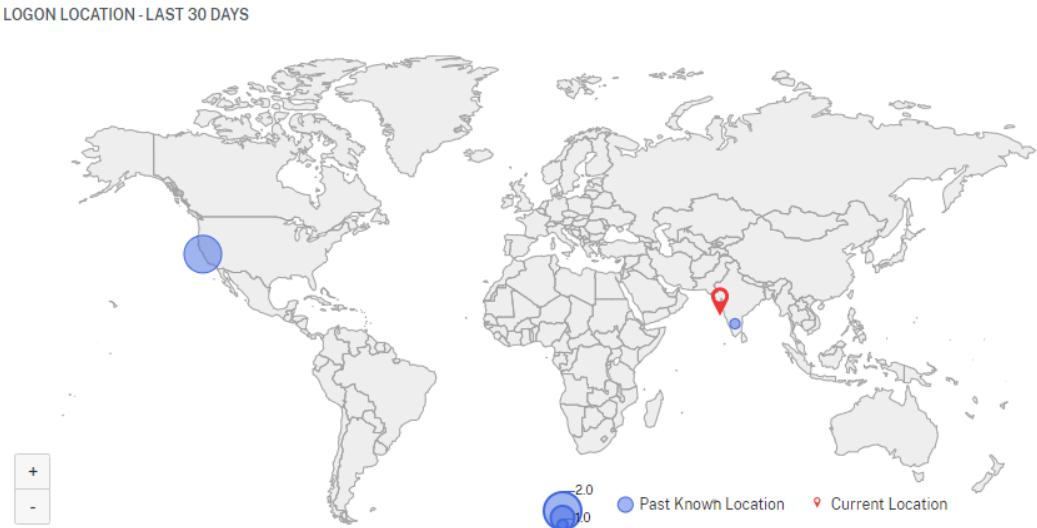 LOGON LOCATION - LAST 30 DAYS
+
-
2.0
1.0
Past Known Location
Current Location